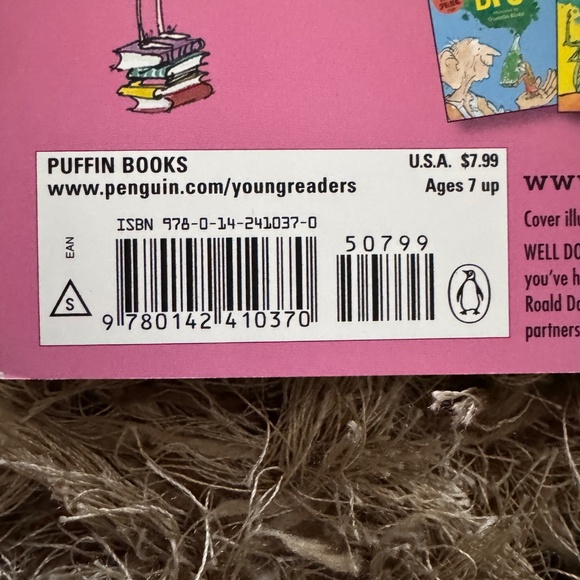 PUFFIN BOOKS
www.penguin.com/youngreaders
U.S.A. $7.99
Ages 7 up
ISBN 978-0-14-241037-0
50799
EAN
S
9 780142 410370
www
Cover illu
WELL DO
you've h
Roald Da
partners